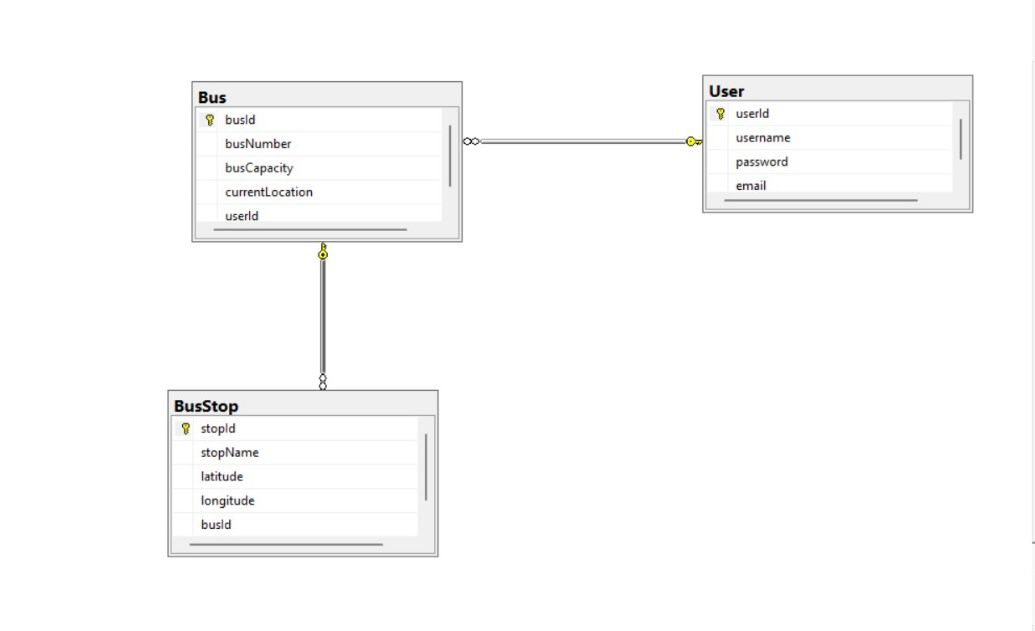 Bus
busId
busNumber
busCapacity
currentLocation
userId
User
userId
username
password
email
BusStop
stopId
stopName
latitude
longitude
busId